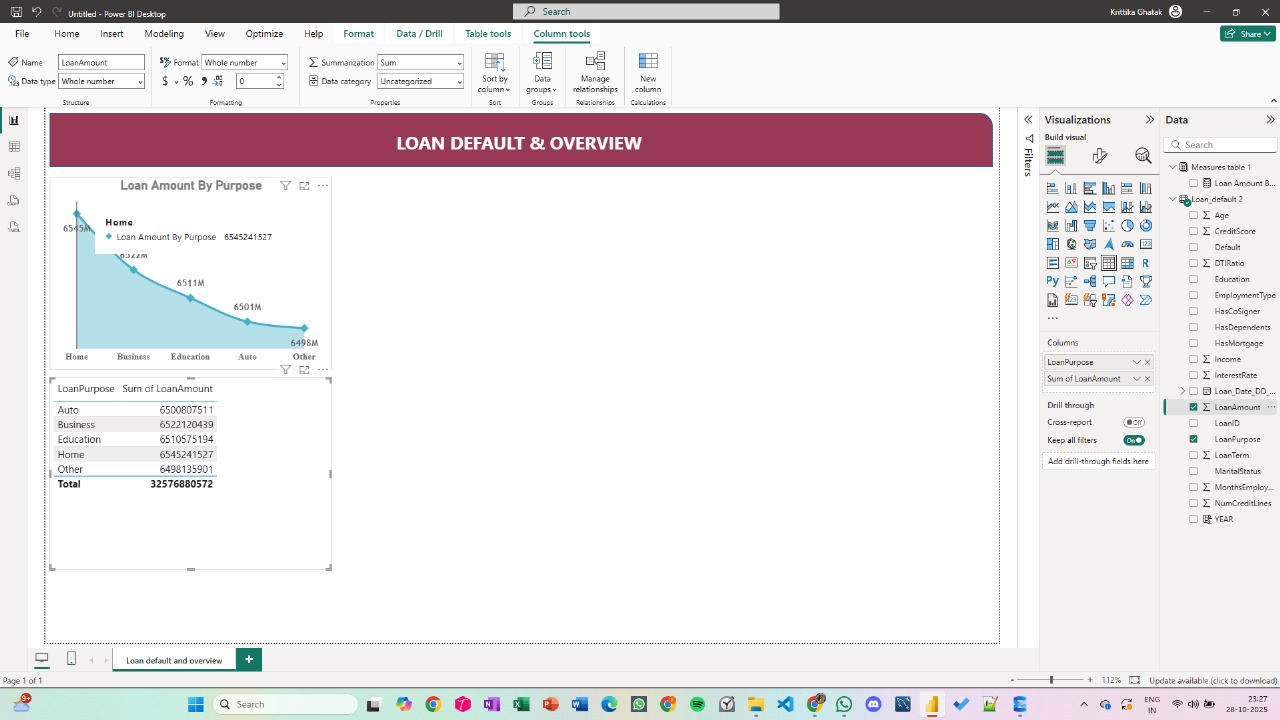 Untitled - Power BI Desktop
Search
Krittika Ghatak
File Home Insert Modeling View Optimize Help Format Data / Drill Table tools Column tools
Share
Name LoanAmount
Data type Whole number
Structure
Format Whole number
$ % 0
Formatting
Summarization Sum
Data category Uncategorized
Properties
Sort by column
Sort
Data groups
Groups
Manage relationships
Relationships
New column
Calculations
LOAN DEFAULT & OVERVIEW
Loan Amount By Purpose
Home
Loan Amount By Purpose 6545241527
6545M
6522M
6511M
6501M
6498M
Home Business Education Auto Other
LoanPurpose Sum of LoanAmount
Auto 6500807511
Business 6522120439
Education 6510575194
Home 6545241527
Other 6498135901
Total 32576880572
Filters
Visualizations
Build visual
Columns
LoanPurpose
Sum of LoanAmount
Drill through
Cross-report Off
Keep all filters On
Add drill-through fields here
Data
Search
Measures table 1
Loan Amount B...
Loan_default 2
Age
CreditScore
Default
DTIRatio
Education
EmploymentType
HasCoSigner
HasDependents
HasMortgage
Income
InterestRate
Loan_Date_DD_...
LoanAmount
LoanID
LoanPurpose
LoanTerm
MaritalStatus
MonthsEmploy...
NumCreditLines
YEAR
Loan default and overview
Page 1 of 1
112%
Update available (click to download)
Search
ENG
IN
23:27
28-10-2025